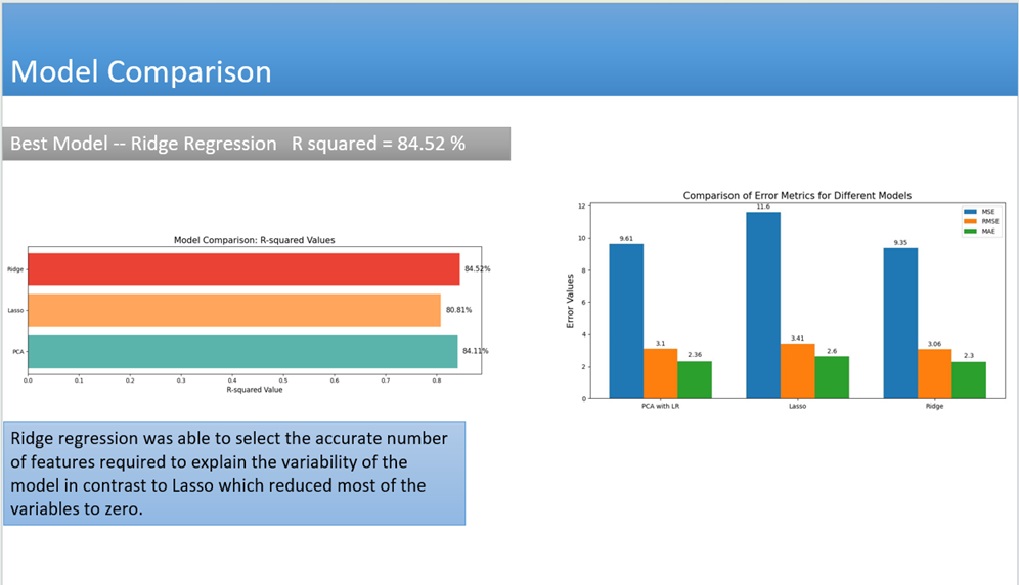 Model Comparison
Best Model -- Ridge Regression R squared = 84.52 %
Model Comparison: R-squared Values
Ridge
84.52%
Lasso
80.81%
PCA
84.11%
0.0 0.1 0.2 0.3 0.4 0.5 0.6 0.7 0.8
R-squared Value
Ridge regression was able to select the accurate number
of features required to explain the variability of the
model in contrast to Lasso which reduced most of the
variables to zero.
Comparison of Error Metrics for Different Models
MSE
RMSE
MAE
Error Values
12
10
8
6
4
2
0
9.61
3.1
2.36
11.6
3.41
2.6
9.35
3.06
2.3
PCA with LR Lasso Ridge